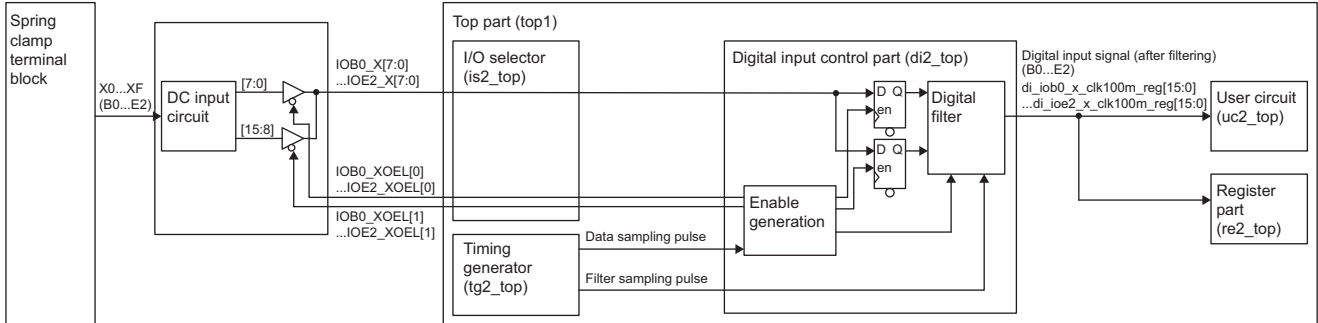 Spring
clamp
terminal
block
X0...XF
(B0...E2)
DC input
circuit
[7:0]
[15:8]
IOB0_X[7:0]
...IOE2_X[7:0]
IOB0_XOEL[0]
...IOE2_XOEL[0]
IOB0_XOEL[1]
...IOE2_XOEL[1]
Top part (top1)
I/O selector
(is2_top)
Timing
generator
(tg2_top)
Data sampling pulse
Filter sampling pulse
Digital input control part (di2_top)
Enable
generation
D Q
en
D Q
en
Digital
filter
Digital input signal (after filtering)
(B0...E2)
di_iob0_x_clk100m_reg[15:0]
...di_ioe2_x_clk100m_reg[15:0]
User circuit
(uc2_top)
Register
part
(re2_top)